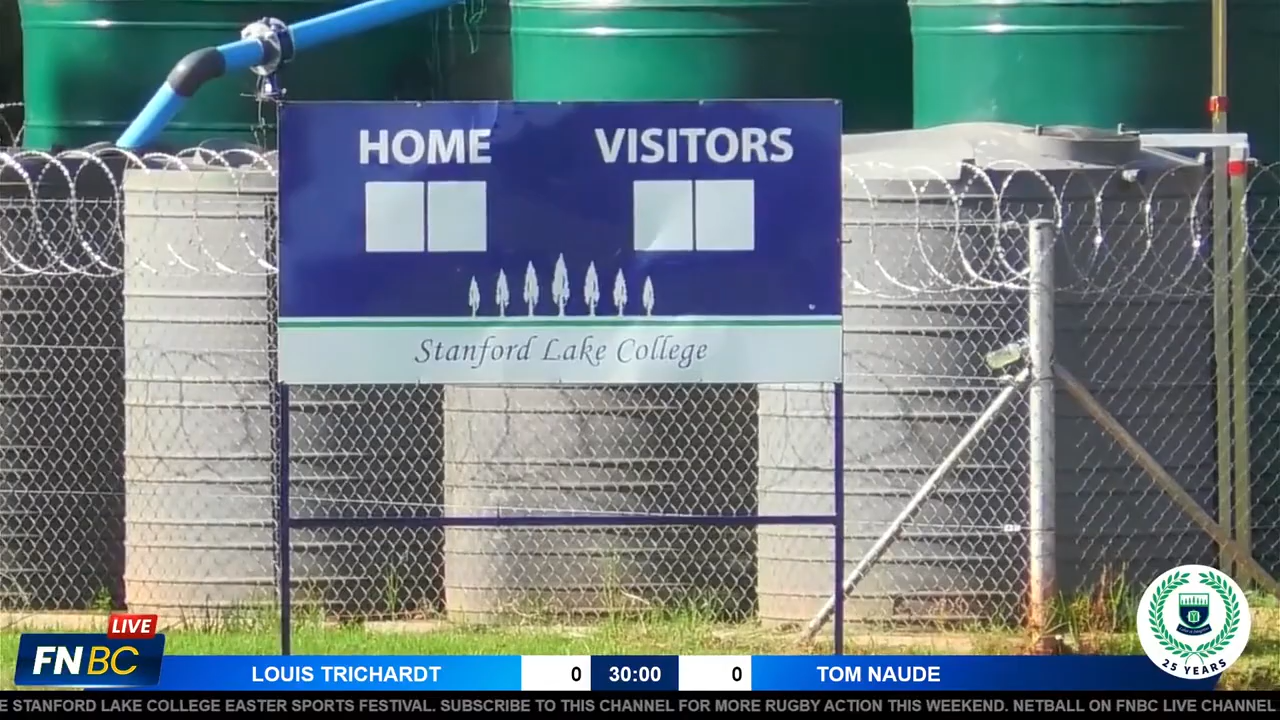 HOME VISITORS
Stanford Lake College
LIVE
FNBC
LOUIS TRICHARDT 0 30:00 0 TOM NAUDE
25 YEARS
E STANFORD LAKE COLLEGE EASTER SPORTS FESTIVAL. SUBSCRIBE TO THIS CHANNEL FOR MORE RUGBY ACTION THIS WEEKEND. NETBALL ON FNBC LIVE CHANNEL